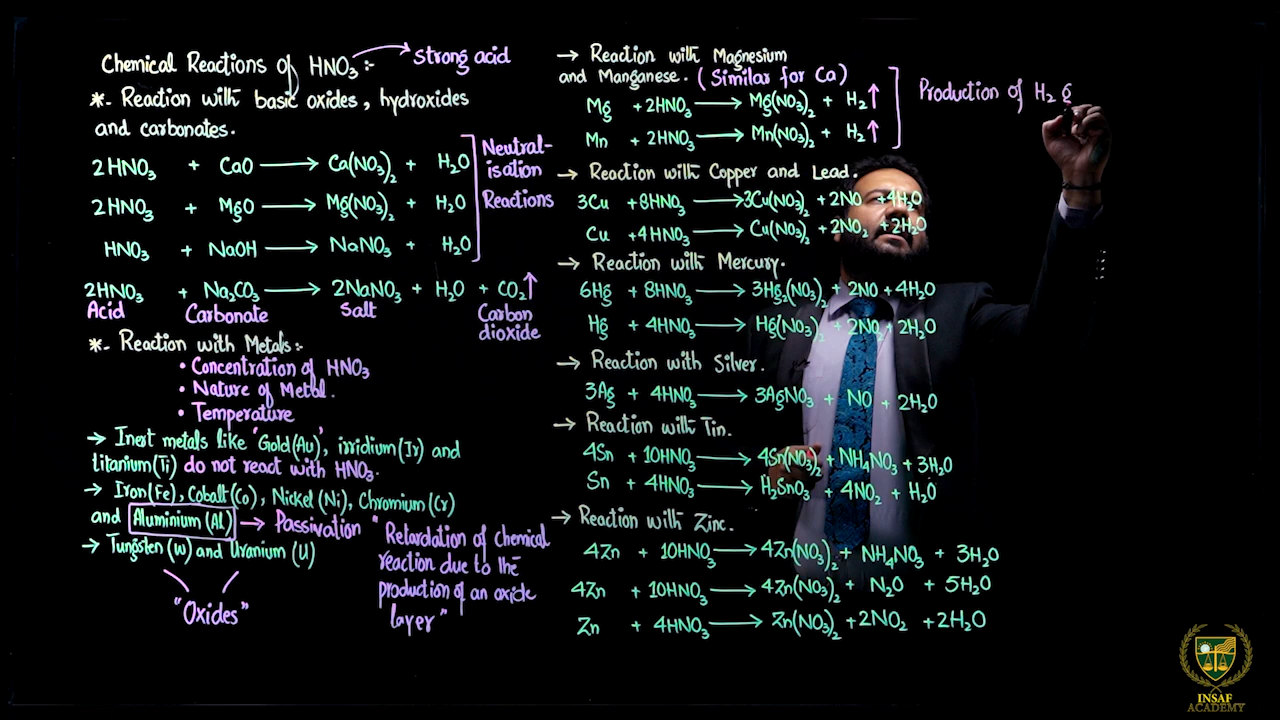 Chemical Reactions of HNO₃ :- → strong acid
*- Reaction with basic oxides, hydroxides
and carbonates.
2HNO₃ + CaO → Ca(NO₃)₂ + H₂O
2HNO₃ + MgO → Mg(NO₃)₂ + H₂O
HNO₃ + NaOH → NaNO₃ + H₂O
Neutral-
isation
Reactions
2HNO₃ + Na₂CO₃ → 2NaNO₃ + H₂O + CO₂↑
Acid Carbonate Salt Carbon
dioxide
*- Reaction with Metals:-
• Concentration of HNO₃
• Nature of Metal.
• Temperature
→ Inert metals like 'Gold(Au)', irridium(Ir) and
titanium(Ti) do not react with HNO₃.
→ Iron(Fe), Cobalt(Co), Nickel(Ni), Chromium(Cr)
and Aluminium(Al) → Passivation
"Retardation of chemical
reaction due to the
production of an oxide
layer"
→ Tungsten(W) and Uranium(U)
"Oxides"
→ Reaction with Magnesium
and Manganese. (Similar for Ca)
Mg + 2HNO₃ → Mg(NO₃)₂ + H₂↑
Mn + 2HNO₃ → Mn(NO₃)₂ + H₂↑
Production of H₂ g
→ Reaction with Copper and Lead.
3Cu + 8HNO₃ → 3Cu(NO₃)₂ + 2NO + 4H₂O
Cu + 4HNO₃ → Cu(NO₃)₂ + 2NO₂ + 2H₂O
→ Reaction with Mercury.
6Hg + 8HNO₃ → 3Hg₂(NO₃)₂ + 2NO + 4H₂O
Hg + 4HNO₃ → Hg(NO₃)₂ + 2NO₂ + 2H₂O
→ Reaction with Silver.
3Ag + 4HNO₃ → 3AgNO₃ + NO + 2H₂O
→ Reaction with Tin.
4Sn + 10HNO₃ → 4Sn(NO₃)₂ + NH₄NO₃ + 3H₂O
Sn + 4HNO₃ → H₂SnO₃ + 4NO₂ + H₂O
→ Reaction with Zinc.
4Zn + 10HNO₃ → 4Zn(NO₃)₂ + NH₄NO₃ + 3H₂O
4Zn + 10HNO₃ → 4Zn(NO₃)₂ + N₂O + 5H₂O
Zn + 4HNO₃ → Zn(NO₃)₂ + 2NO₂ + 2H₂O
INSAF
ACADEMY